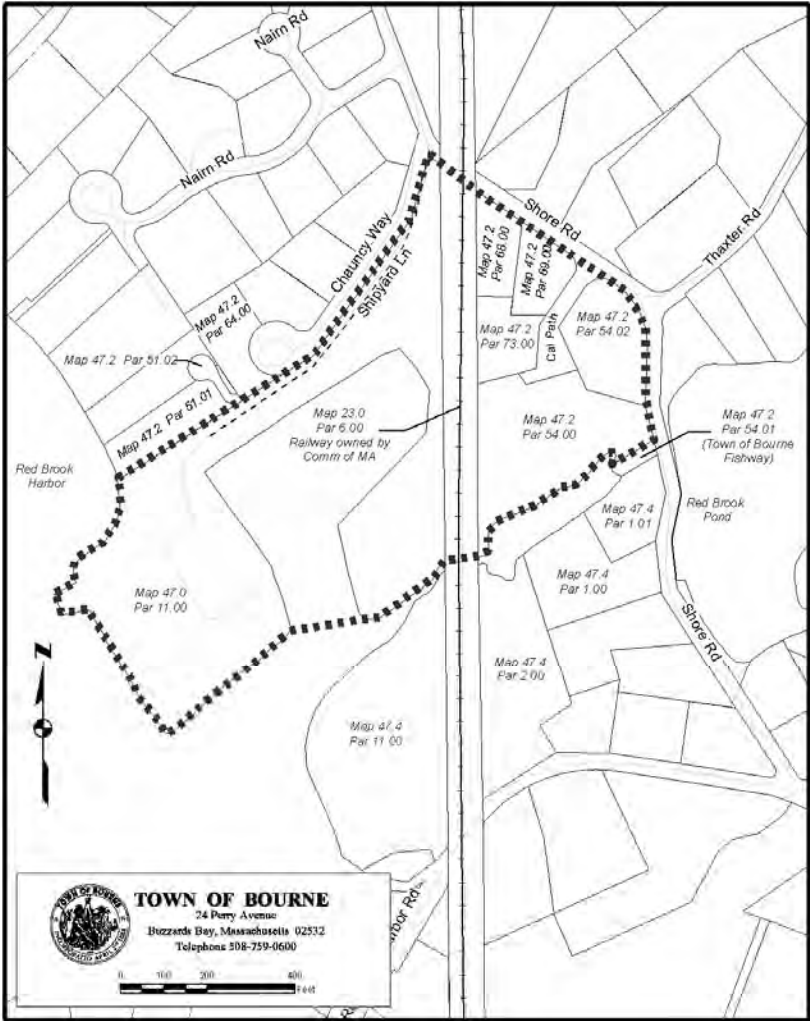 Nairn Rd
Nairn Rd
Chauncy Way
Shipyard Ln
Shore Rd
Thaxter Rd
Map 47.2
Par 68.00
Map 47.2
Par 69.00
Map 47.2
Par 64.00
Map 47.2
Par 73.00
Cal Path
Map 47.2
Par 54.02
Map 47.2 Par 51.02
Map 47.2 Par 51.01
Map 23.0
Par 6.00
Railway owned by
Comm of MA
Map 47.2
Par 54.00
Map 47.2
Par 54.01
(Town of Bourne
Fishway)
Red Brook
Harbor
Map 47.4
Par 1.01
Red Brook
Pond
Map 47.0
Par 11.00
Map 47.4
Par 1.00
Shore Rd
Map 47.4
Par 2.00
Z
Map 47.4
Par 11.00
TOWN OF BOURNE
TOWN OF BOURNE
24 Perry Avenue
Buzzards Bay, Massachusetts 02532
Telephone 508-759-0600
0 100 200 400
Feet
rbor Rd